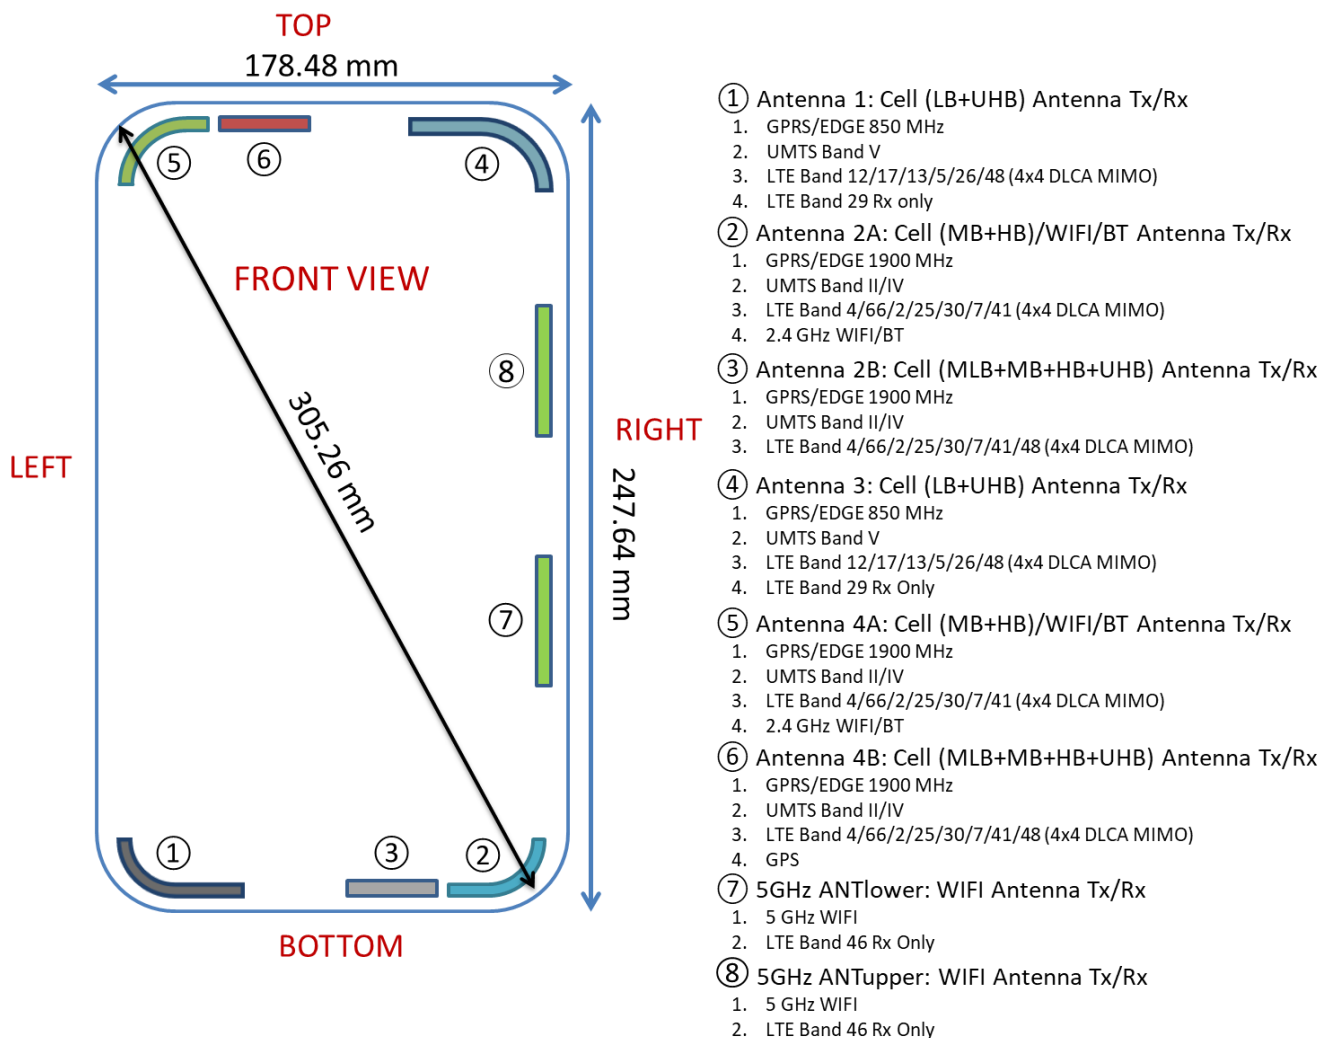 TOP
178.48 mm
⑤
⑥
④
FRONT VIEW
⑧
305.26 mm
LEFT
RIGHT
247.64 mm
⑦
①
③
②
BOTTOM
① Antenna 1: Cell (LB+UHB) Antenna Tx/Rx
1. GPRS/EDGE 850 MHz
2. UMTS Band V
3. LTE Band 12/17/13/5/26/48 (4x4 DLCA MIMO)
4. LTE Band 29 Rx only
② Antenna 2A: Cell (MB+HB)/WIFI/BT Antenna Tx/Rx
1. GPRS/EDGE 1900 MHz
2. UMTS Band II/IV
3. LTE Band 4/66/2/25/30/7/41 (4x4 DLCA MIMO)
4. 2.4 GHz WIFI/BT
③ Antenna 2B: Cell (MLB+MB+HB+UHB) Antenna Tx/Rx
1. GPRS/EDGE 1900 MHz
2. UMTS Band II/IV
3. LTE Band 4/66/2/25/30/7/41/48 (4x4 DLCA MIMO)
④ Antenna 3: Cell (LB+UHB) Antenna Tx/Rx
1. GPRS/EDGE 850 MHz
2. UMTS Band V
3. LTE Band 12/17/13/5/26/48 (4x4 DLCA MIMO)
4. LTE Band 29 Rx Only
⑤ Antenna 4A: Cell (MB+HB)/WIFI/BT Antenna Tx/Rx
1. GPRS/EDGE 1900 MHz
2. UMTS Band II/IV
3. LTE Band 4/66/2/25/30/7/41 (4x4 DLCA MIMO)
4. 2.4 GHz WIFI/BT
⑥ Antenna 4B: Cell (MLB+MB+HB+UHB) Antenna Tx/Rx
1. GPRS/EDGE 1900 MHz
2. UMTS Band II/IV
3. LTE Band 4/66/2/25/30/7/41/48 (4x4 DLCA MIMO)
4. GPS
⑦ 5GHz ANTlower: WIFI Antenna Tx/Rx
1. 5 GHz WIFI
2. LTE Band 46 Rx Only
⑧ 5GHz ANTupper: WIFI Antenna Tx/Rx
1. 5 GHz WIFI
2. LTE Band 46 Rx Only